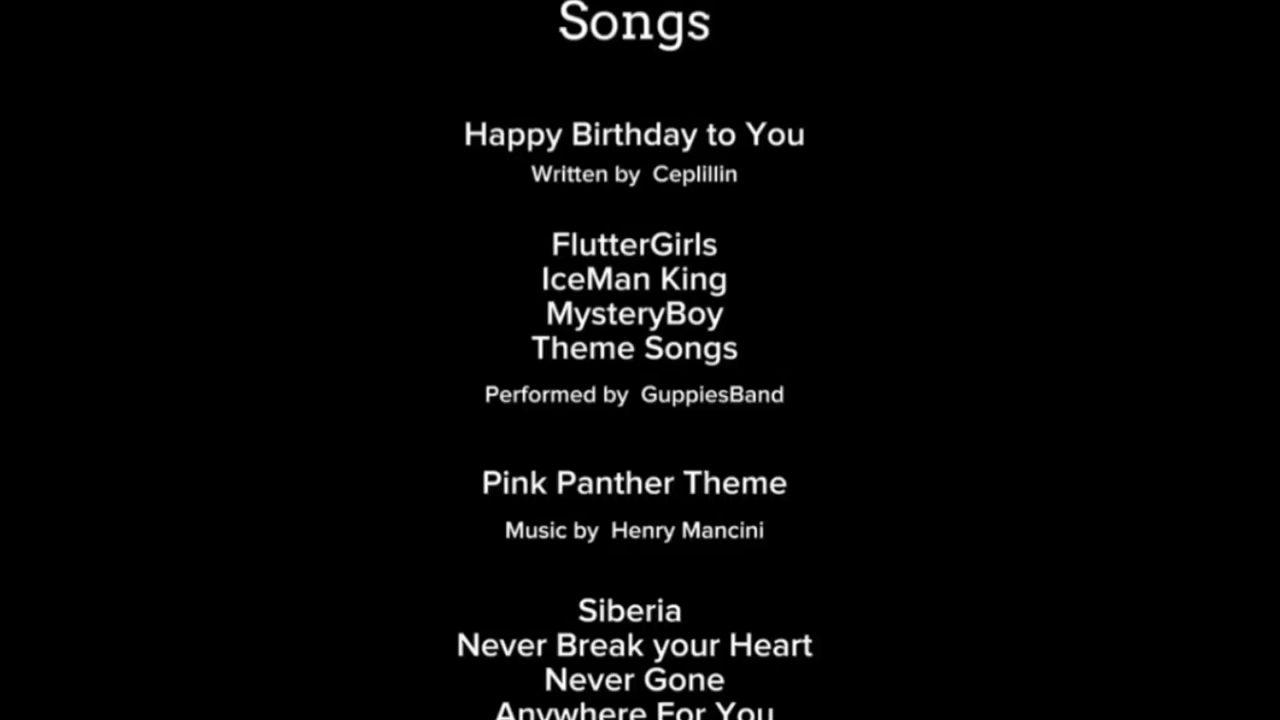 Songs
Happy Birthday to You
Written by Ceplillin
FlutterGirls
IceMan King
MysteryBoy
Theme Songs
Performed by GuppiesBand
Pink Panther Theme
Music by Henry Mancini
Siberia
Never Break your Heart
Never Gone
Anywhere For You